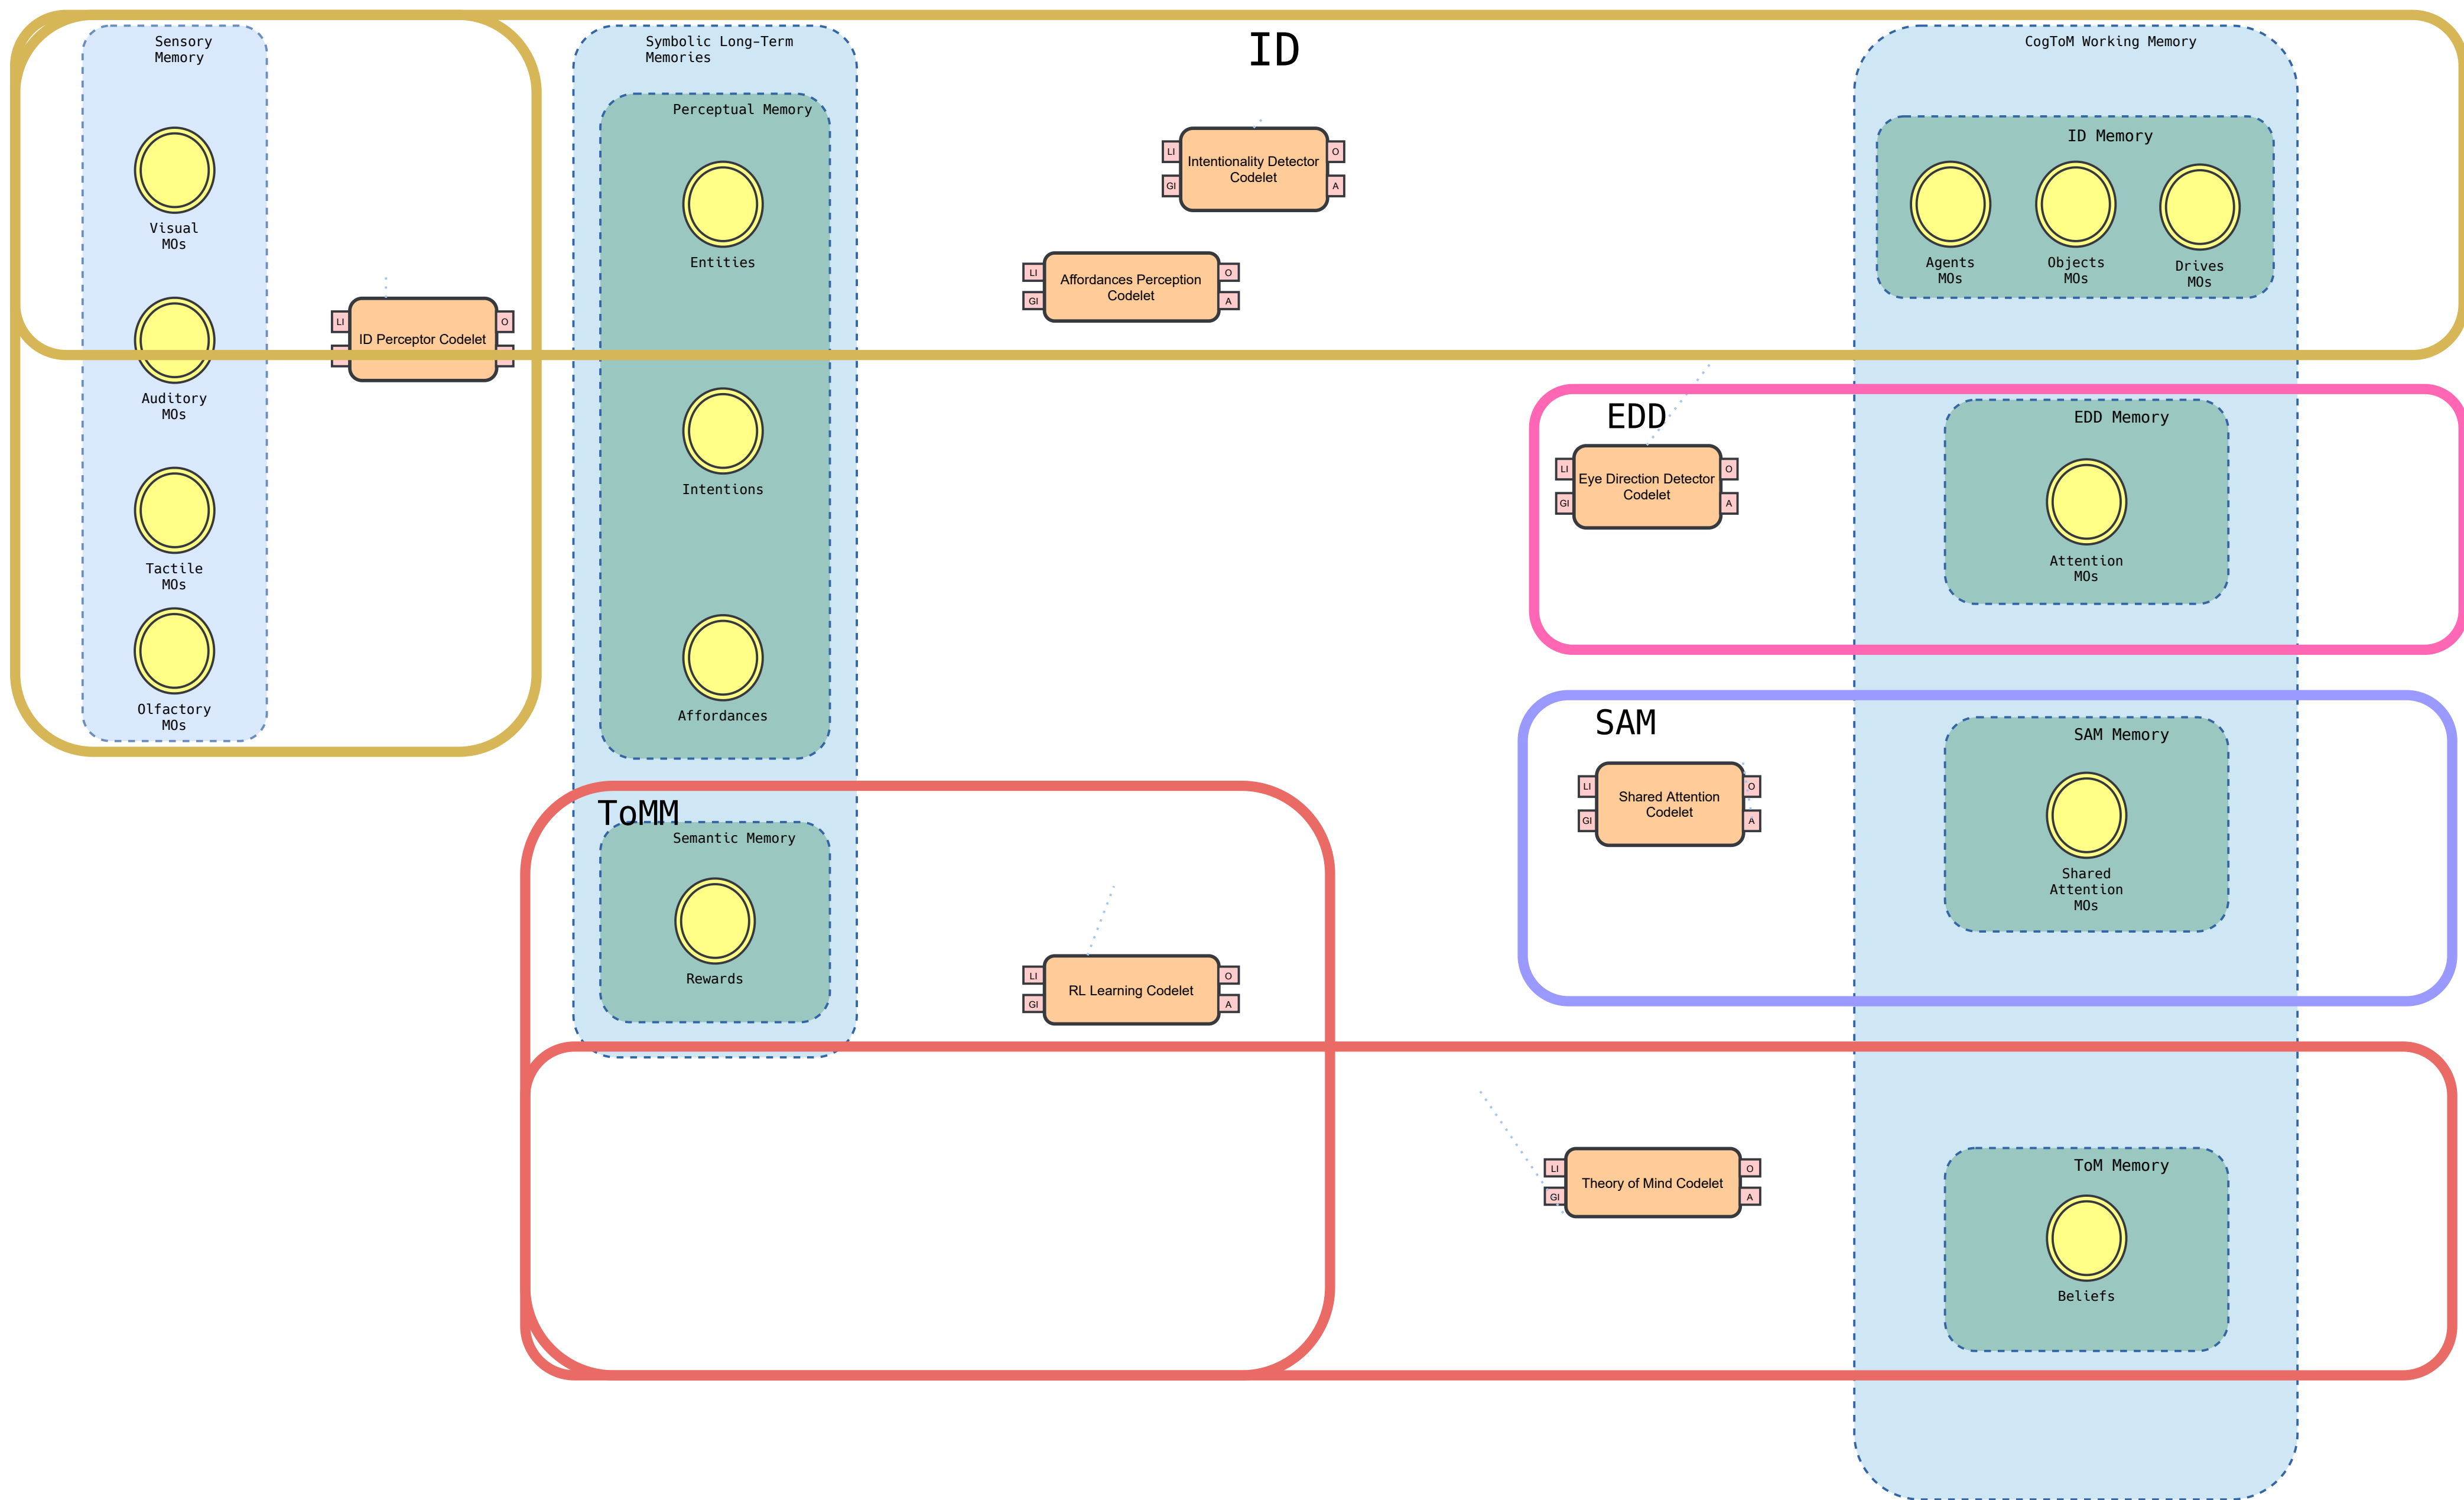 Sensory
Memory
Visual
MOs
Auditory
MOs
Tactile
MOs
Olfactory
MOs
LI
ID Perceptor Codelet
O
Symbolic Long-Term
Memories
Perceptual Memory
Entities
Intentions
Affordances
ToMM
Semantic Memory
Rewards
ID
LI
GI
Intentionality Detector
Codelet
O
A
LI
GI
Affordances Perception
Codelet
O
A
LI
GI
RL Learning Codelet
O
A
EDD
LI
GI
Eye Direction Detector
Codelet
O
A
SAM
LI
GI
Shared Attention
Codelet
O
A
LI
GI
Theory of Mind Codelet
O
A
CogToM Working Memory
ID Memory
Agents
MOs
Objects
MOs
Drives
MOs
EDD Memory
Attention
MOs
SAM Memory
Shared
Attention
MOs
ToM Memory
Beliefs